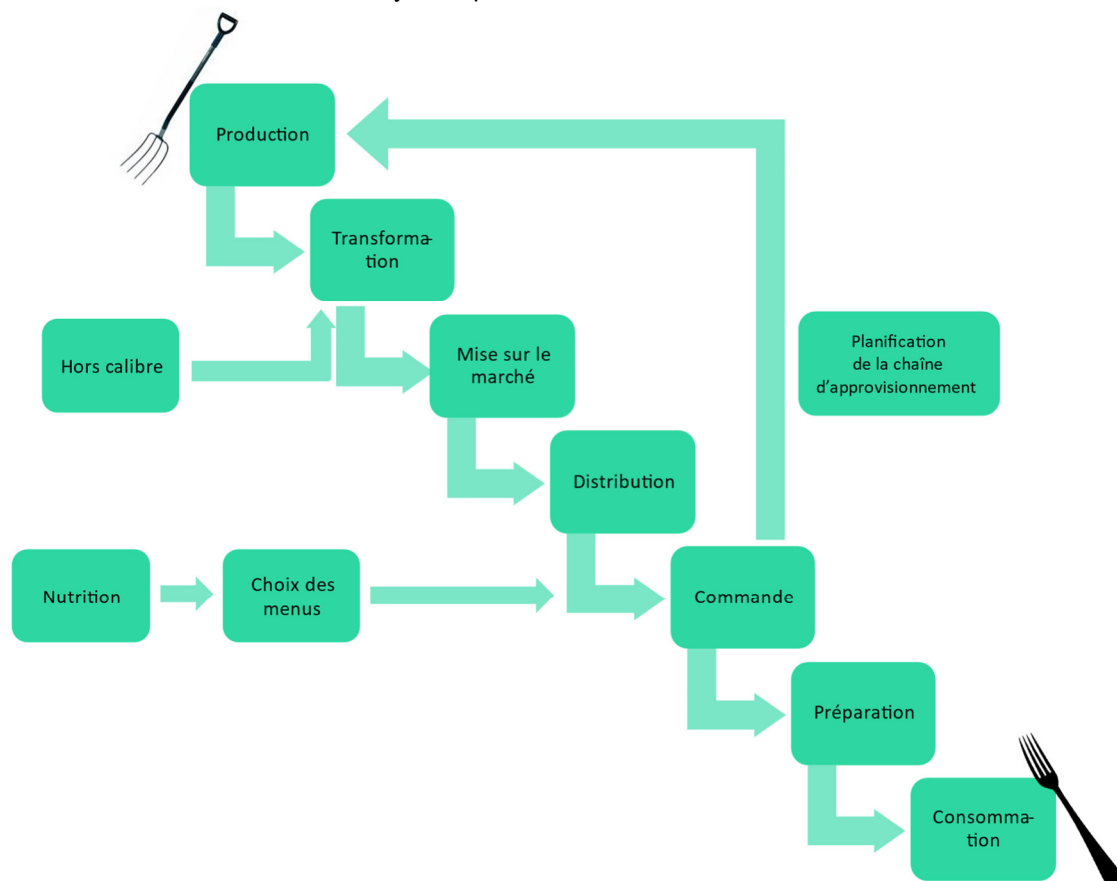 Production
Transforma-
tion
Hors calibre
Mise sur le
marché
Planification
de la chaîne
d'approvisionnement
Distribution
Nutrition
Choix des
menus
Commande
Préparation
Consomma-
tion